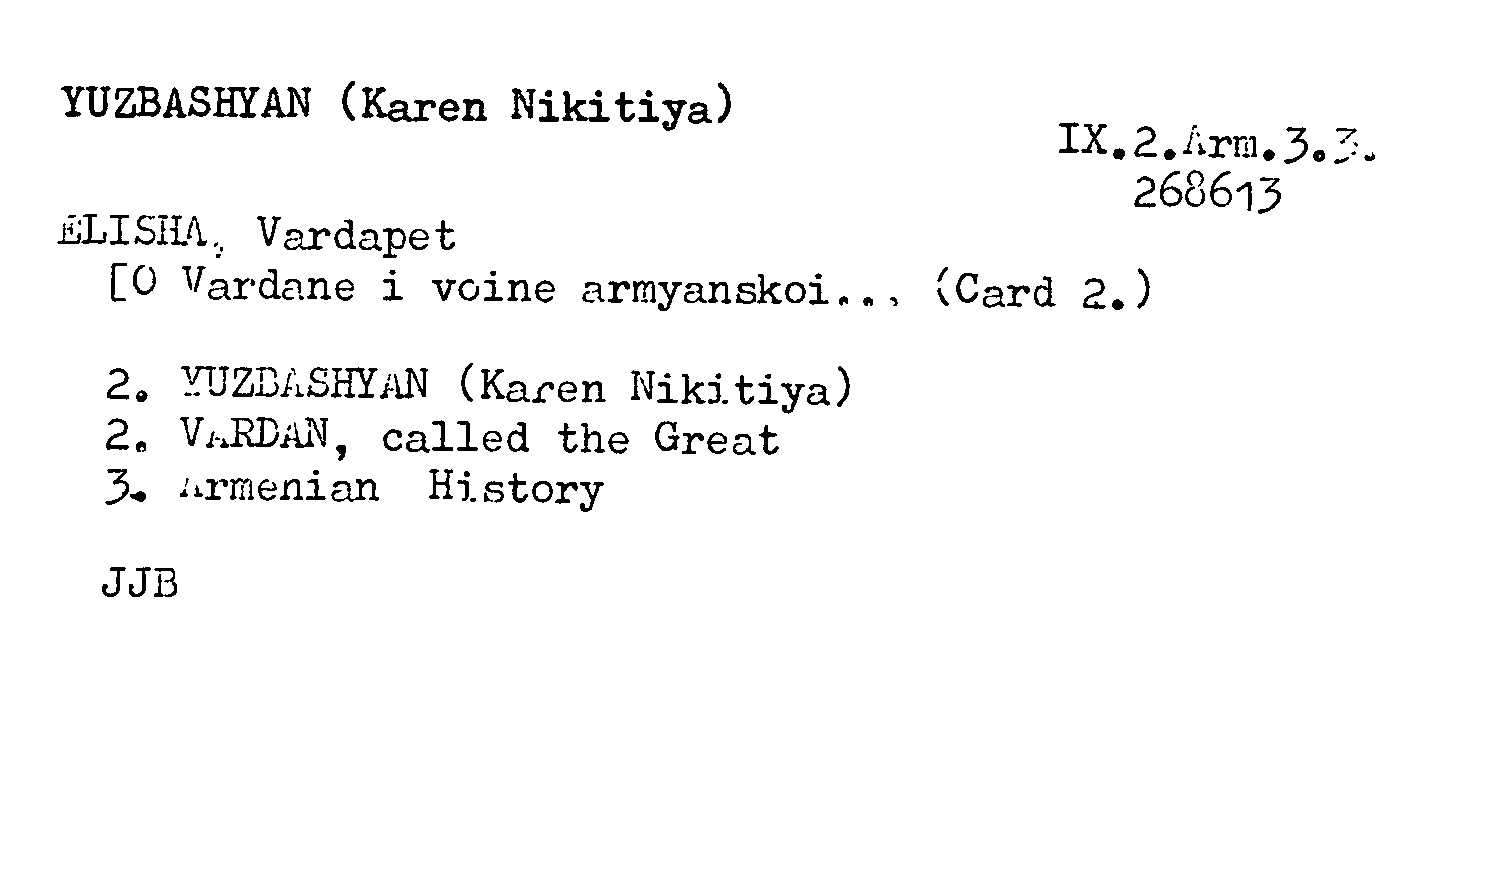 YUZBASHYAN (Karen Nikitiya)
IX.2.Arm.3.3.
268613
ELISHA, Vardapet
[O Vardane i voine armyanskoi... (Card 2.)
2. YUZBASHYAN (Karen Nikitiya)
2. VARDAN, called the Great
3. Armenian History
JJB